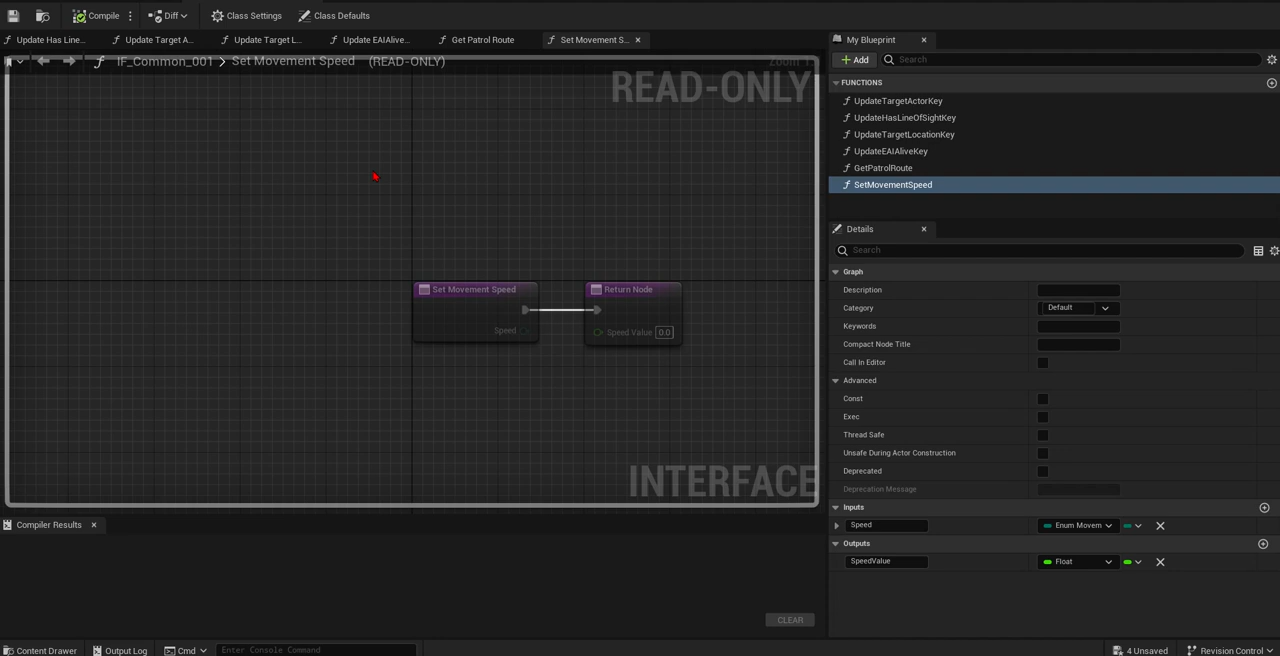 Compile
Diff
Class Settings
Class Defaults
Update Has Line...
Update Target A...
Update Target L...
Update EAIAlive...
Get Patrol Route
Set Movement S...
IF_Common_001 > Set Movement Speed (READ-ONLY)
READ-ONLY
Set Movement Speed
Speed
Return Node
Speed Value 0.0
INTERFACE
Compiler Results
CLEAR
My Blueprint
Add
Search
FUNCTIONS
UpdateTargetActorKey
UpdateHasLineOfSightKey
UpdateTargetLocationKey
UpdateEAIAliveKey
GetPatrolRoute
SetMovementSpeed
Details
Search
Graph
Description
Category Default
Keywords
Compact Node Title
Call In Editor
Advanced
Const
Exec
Thread Safe
Unsafe During Actor Construction
Deprecated
Deprecation Message
Inputs
Speed Enum Movem
Outputs
SpeedValue Float
Content Drawer
Output Log
Cmd
Enter Console Command
4 Unsaved
Revision Control